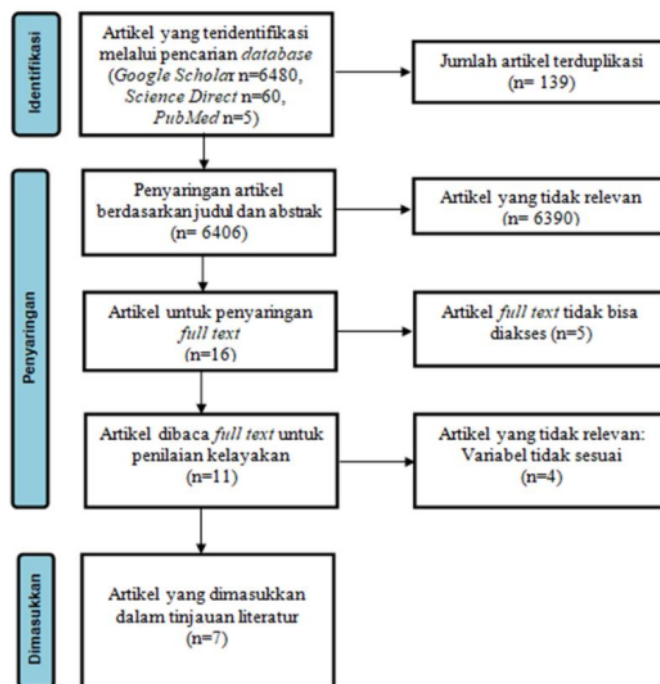 Identifikasi
Artikel yang teridentifikasi
melalui pencarian database
(Google Scholar n=6480,
Science Direct n=60,
PubMed n=5)
Jumlah artikel terduplikasi
(n= 139)
Penyaringan
Penyaringan artikel
berdasarkan judul dan abstrak
(n= 6406)
Artikel yang tidak relevan
(n= 6390)
Artikel untuk penyaringan
full text
(n=16)
Artikel full text tidak bisa
diakses (n=5)
Artikel dibaca full text untuk
penilaian kelayakan
(n=11)
Artikel yang tidak relevan:
Variabel tidak sesuai
(n=4)
Dimasukkan
Artikel yang dimasukkan
dalam tinjauan literatur
(n=7)